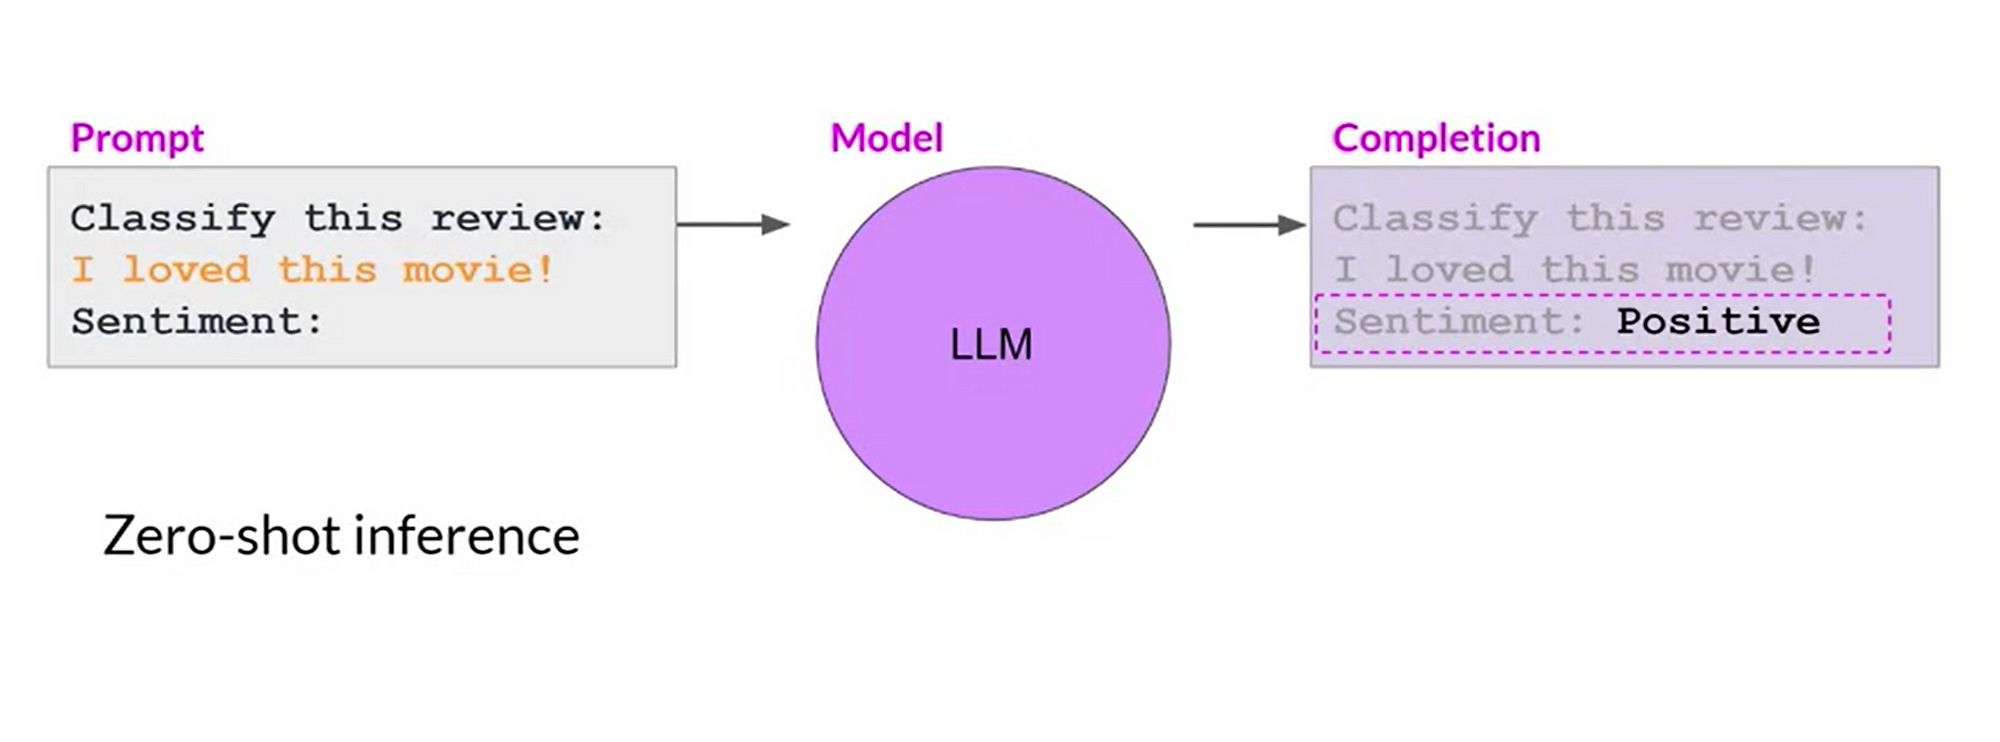 Prompt
Classify this review:
I loved this movie!
Sentiment:
Model
LLM
Completion
Classify this review:
I loved this movie!
Sentiment: Positive
Zero-shot inference